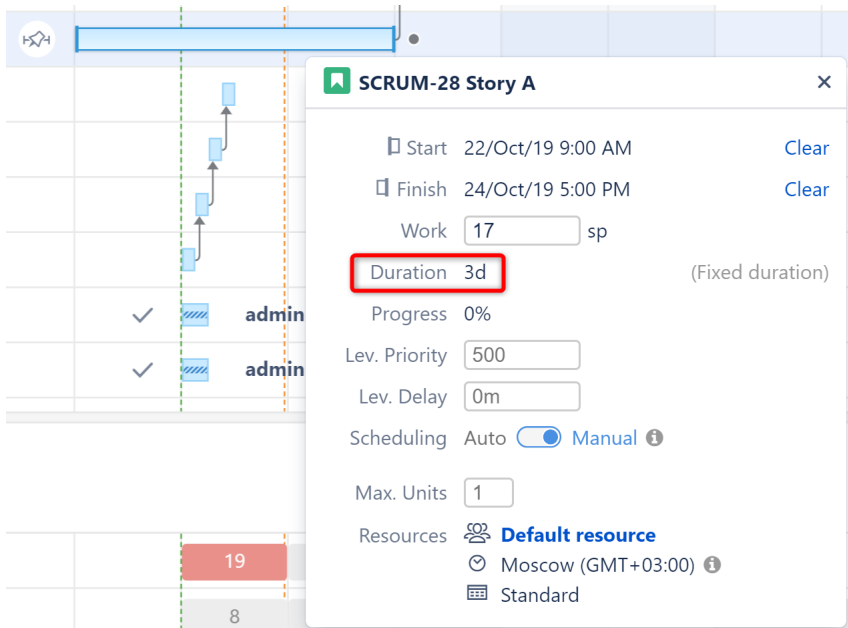 SCRUM-28 Story A
Start 22/Oct/19 9:00 AM Clear
Finish 24/Oct/19 5:00 PM Clear
Work 17 sp
Duration 3d (Fixed duration)
Progress 0%
admin
Lev. Priority 500
admin
Lev. Delay 0m
Scheduling Auto Manual
Max. Units 1
Resources Default resource
19
Moscow (GMT+03:00)
Standard
8